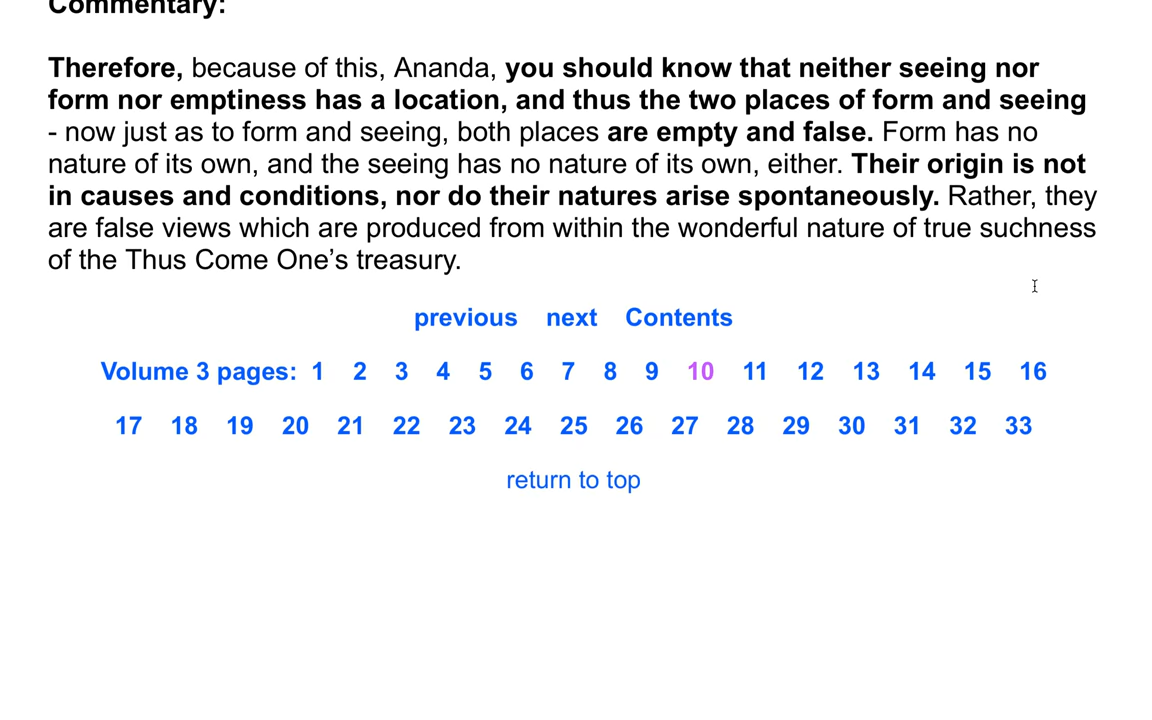 Commentary:
Therefore, because of this, Ananda, you should know that neither seeing nor
form nor emptiness has a location, and thus the two places of form and seeing
- now just as to form and seeing, both places are empty and false. Form has no
nature of its own, and the seeing has no nature of its own, either. Their origin is not
in causes and conditions, nor do their natures arise spontaneously. Rather, they
are false views which are produced from within the wonderful nature of true suchness
of the Thus Come One’s treasury.
previous next Contents
Volume 3 pages: 1 2 3 4 5 6 7 8 9 10 11 12 13 14 15 16
17 18 19 20 21 22 23 24 25 26 27 28 29 30 31 32 33
return to top